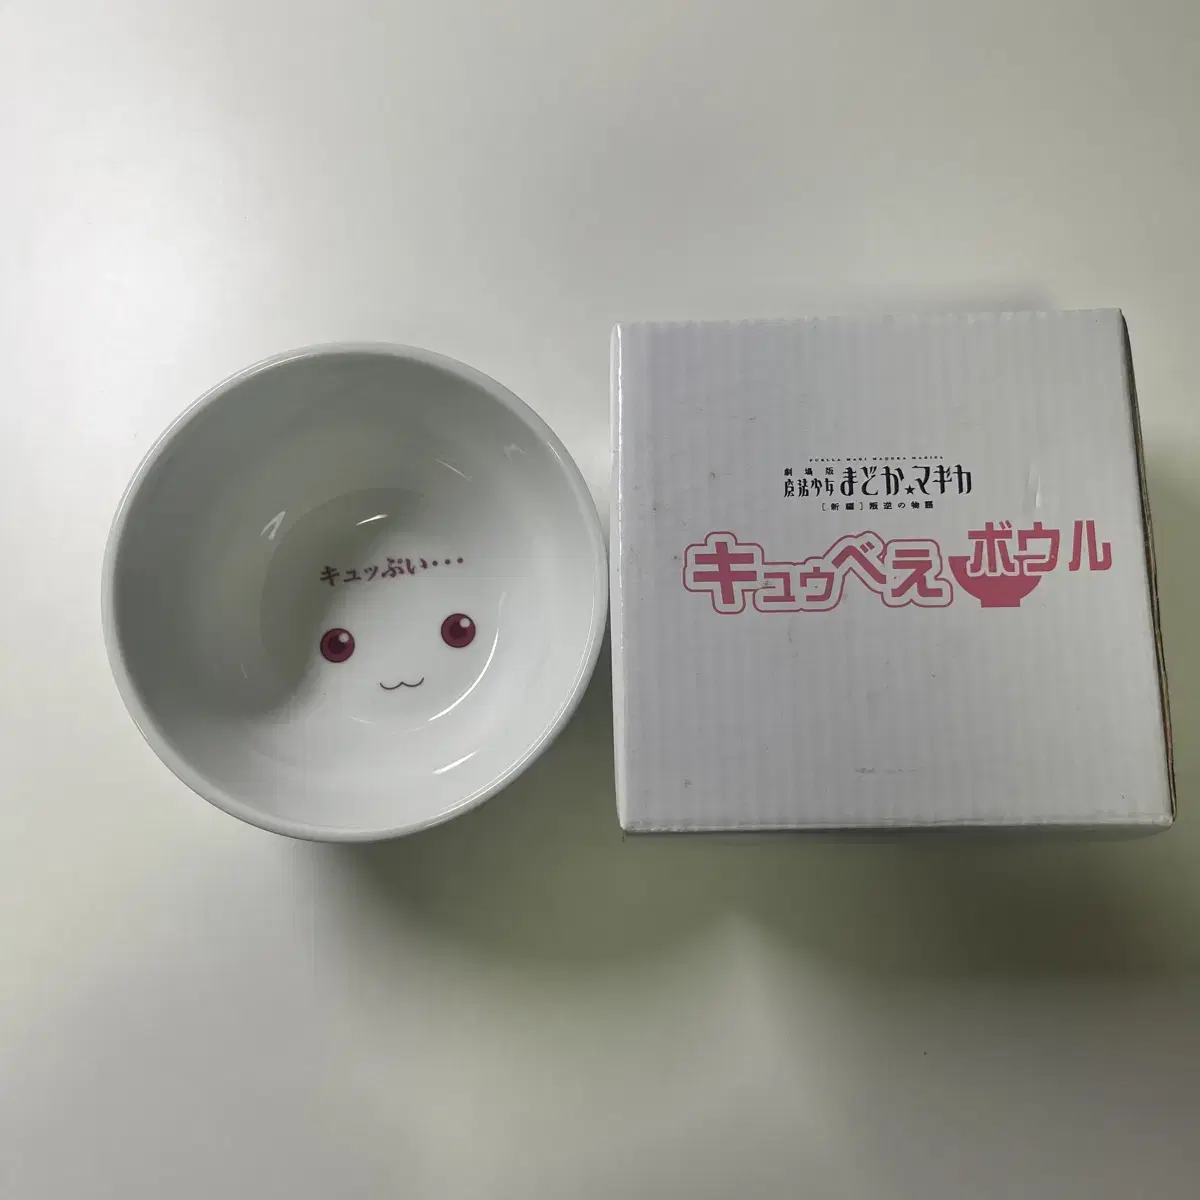 キュッぷい・・・
PUELLA MAGI MADOKA MAGICA
劇場版
魔法少女まどか★マギカ
[新編]叛逆の物語
キュゥべえボウル